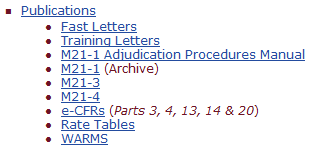 Publications
Fast Letters
Training Letters
M21-1 Adjudication Procedures Manual
M21-1 (Archive)
M21-3
M21-4
e-CFRs (Parts 3, 4, 13, 14 & 20)
Rate Tables
WARMS